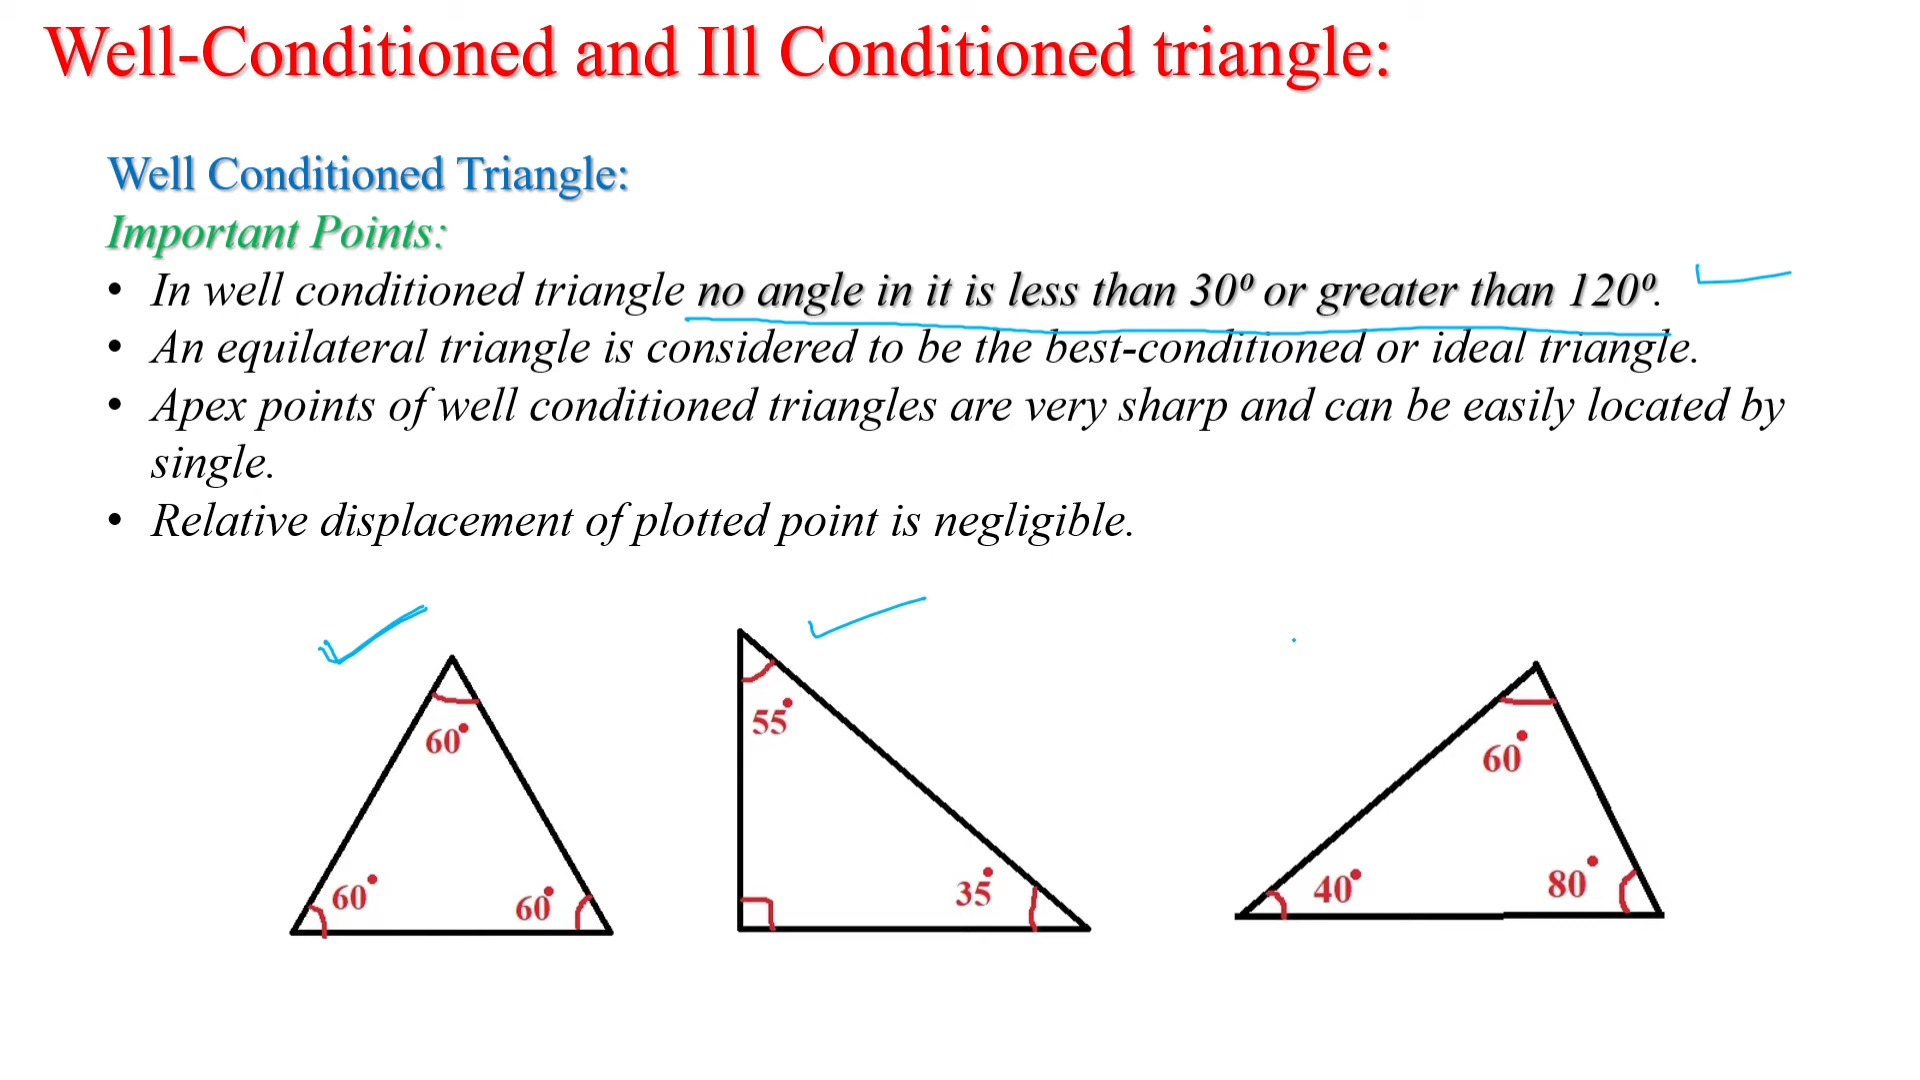 Well-Conditioned and Ill Conditioned triangle:
Well Conditioned Triangle:
Important Points:
• In well conditioned triangle no angle in it is less than 30º or greater than 120º.
• An equilateral triangle is considered to be the best-conditioned or ideal triangle.
• Apex points of well conditioned triangles are very sharp and can be easily located by
single.
• Relative displacement of plotted point is negligible.
60°
60°
60°
55°
35°
60°
40°
80°